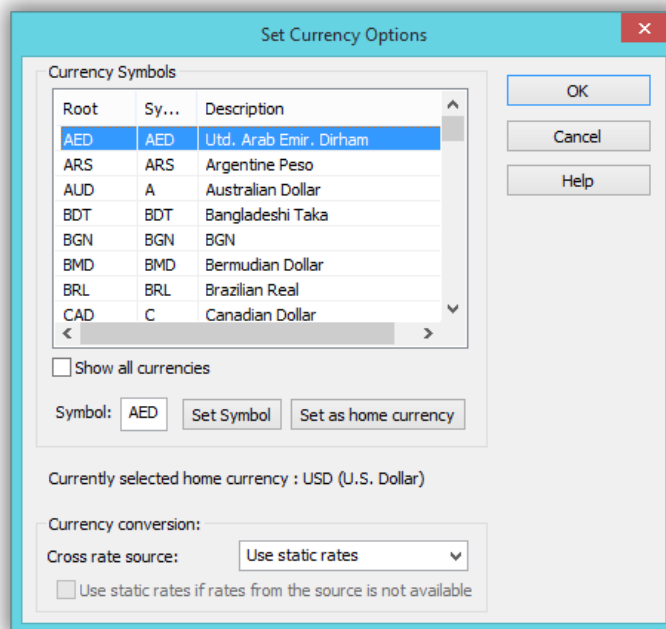 Set Currency Options
Currency Symbols
Root Sy... Description
AED AED Utd. Arab Emir. Dirham
ARS ARS Argentine Peso
AUD A Australian Dollar
BDT BDT Bangladeshi Taka
BGN BGN BGN
BMD BMD Bermudian Dollar
BRL BRL Brazilian Real
CAD C Canadian Dollar
OK
Cancel
Help
Show all currencies
Symbol: AED Set Symbol Set as home currency
Currently selected home currency : USD (U.S. Dollar)
Currency conversion:
Cross rate source: Use static rates
Use static rates if rates from the source is not available